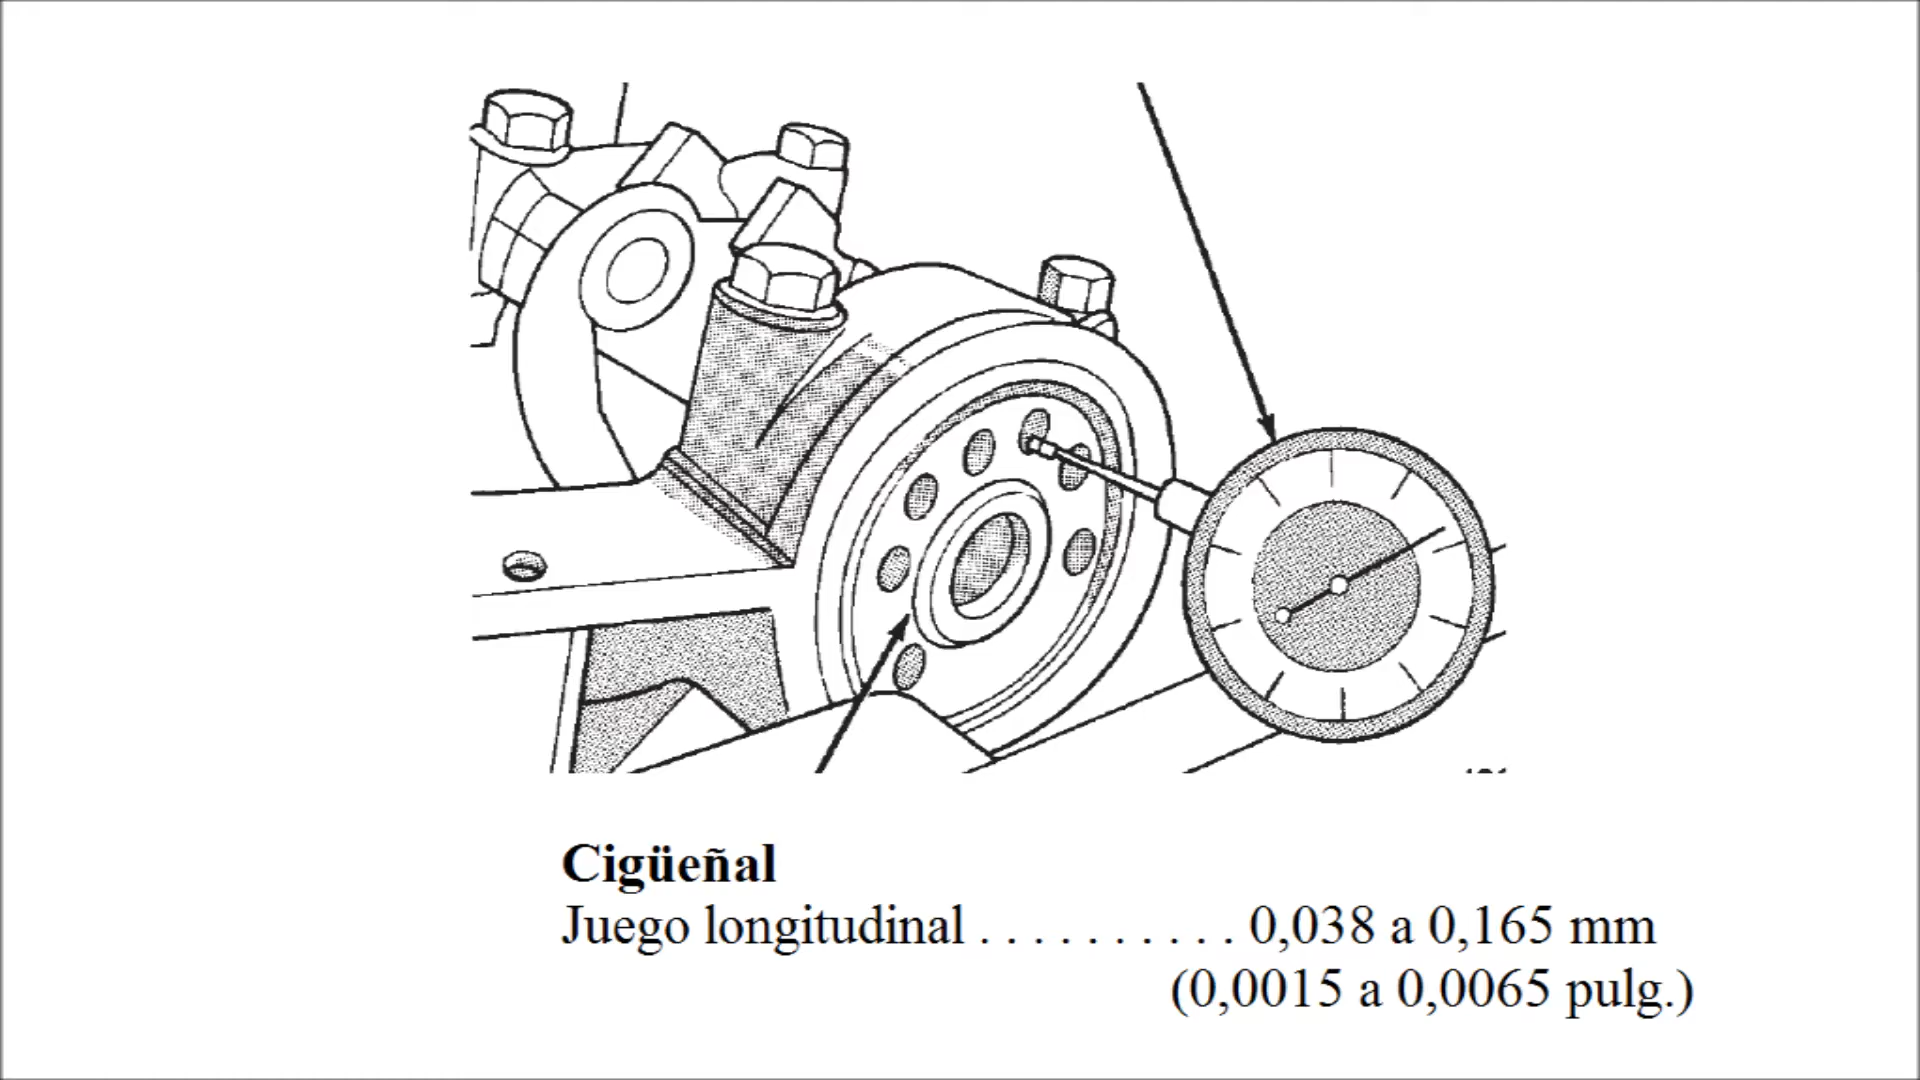 Cigüeñal
Juego longitudinal . . . . . . . . . . 0,038 a 0,165 mm
(0,0015 a 0,0065 pulg.)